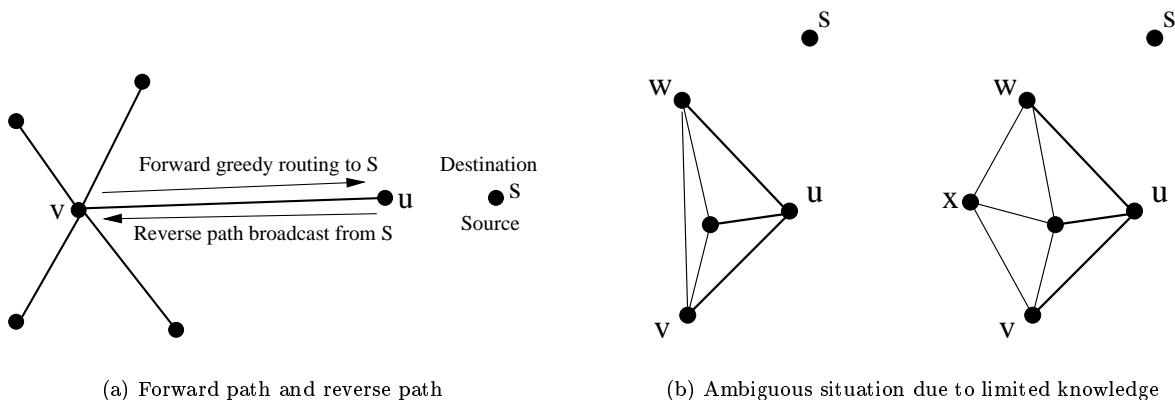 Forward greedy routing to S
Destination
v
u
S
Source
Reverse path broadcast from S
(a) Forward path and reverse path
s
w
u
v
s
w
x
u
v
(b) Ambiguous situation due to limited knowledge